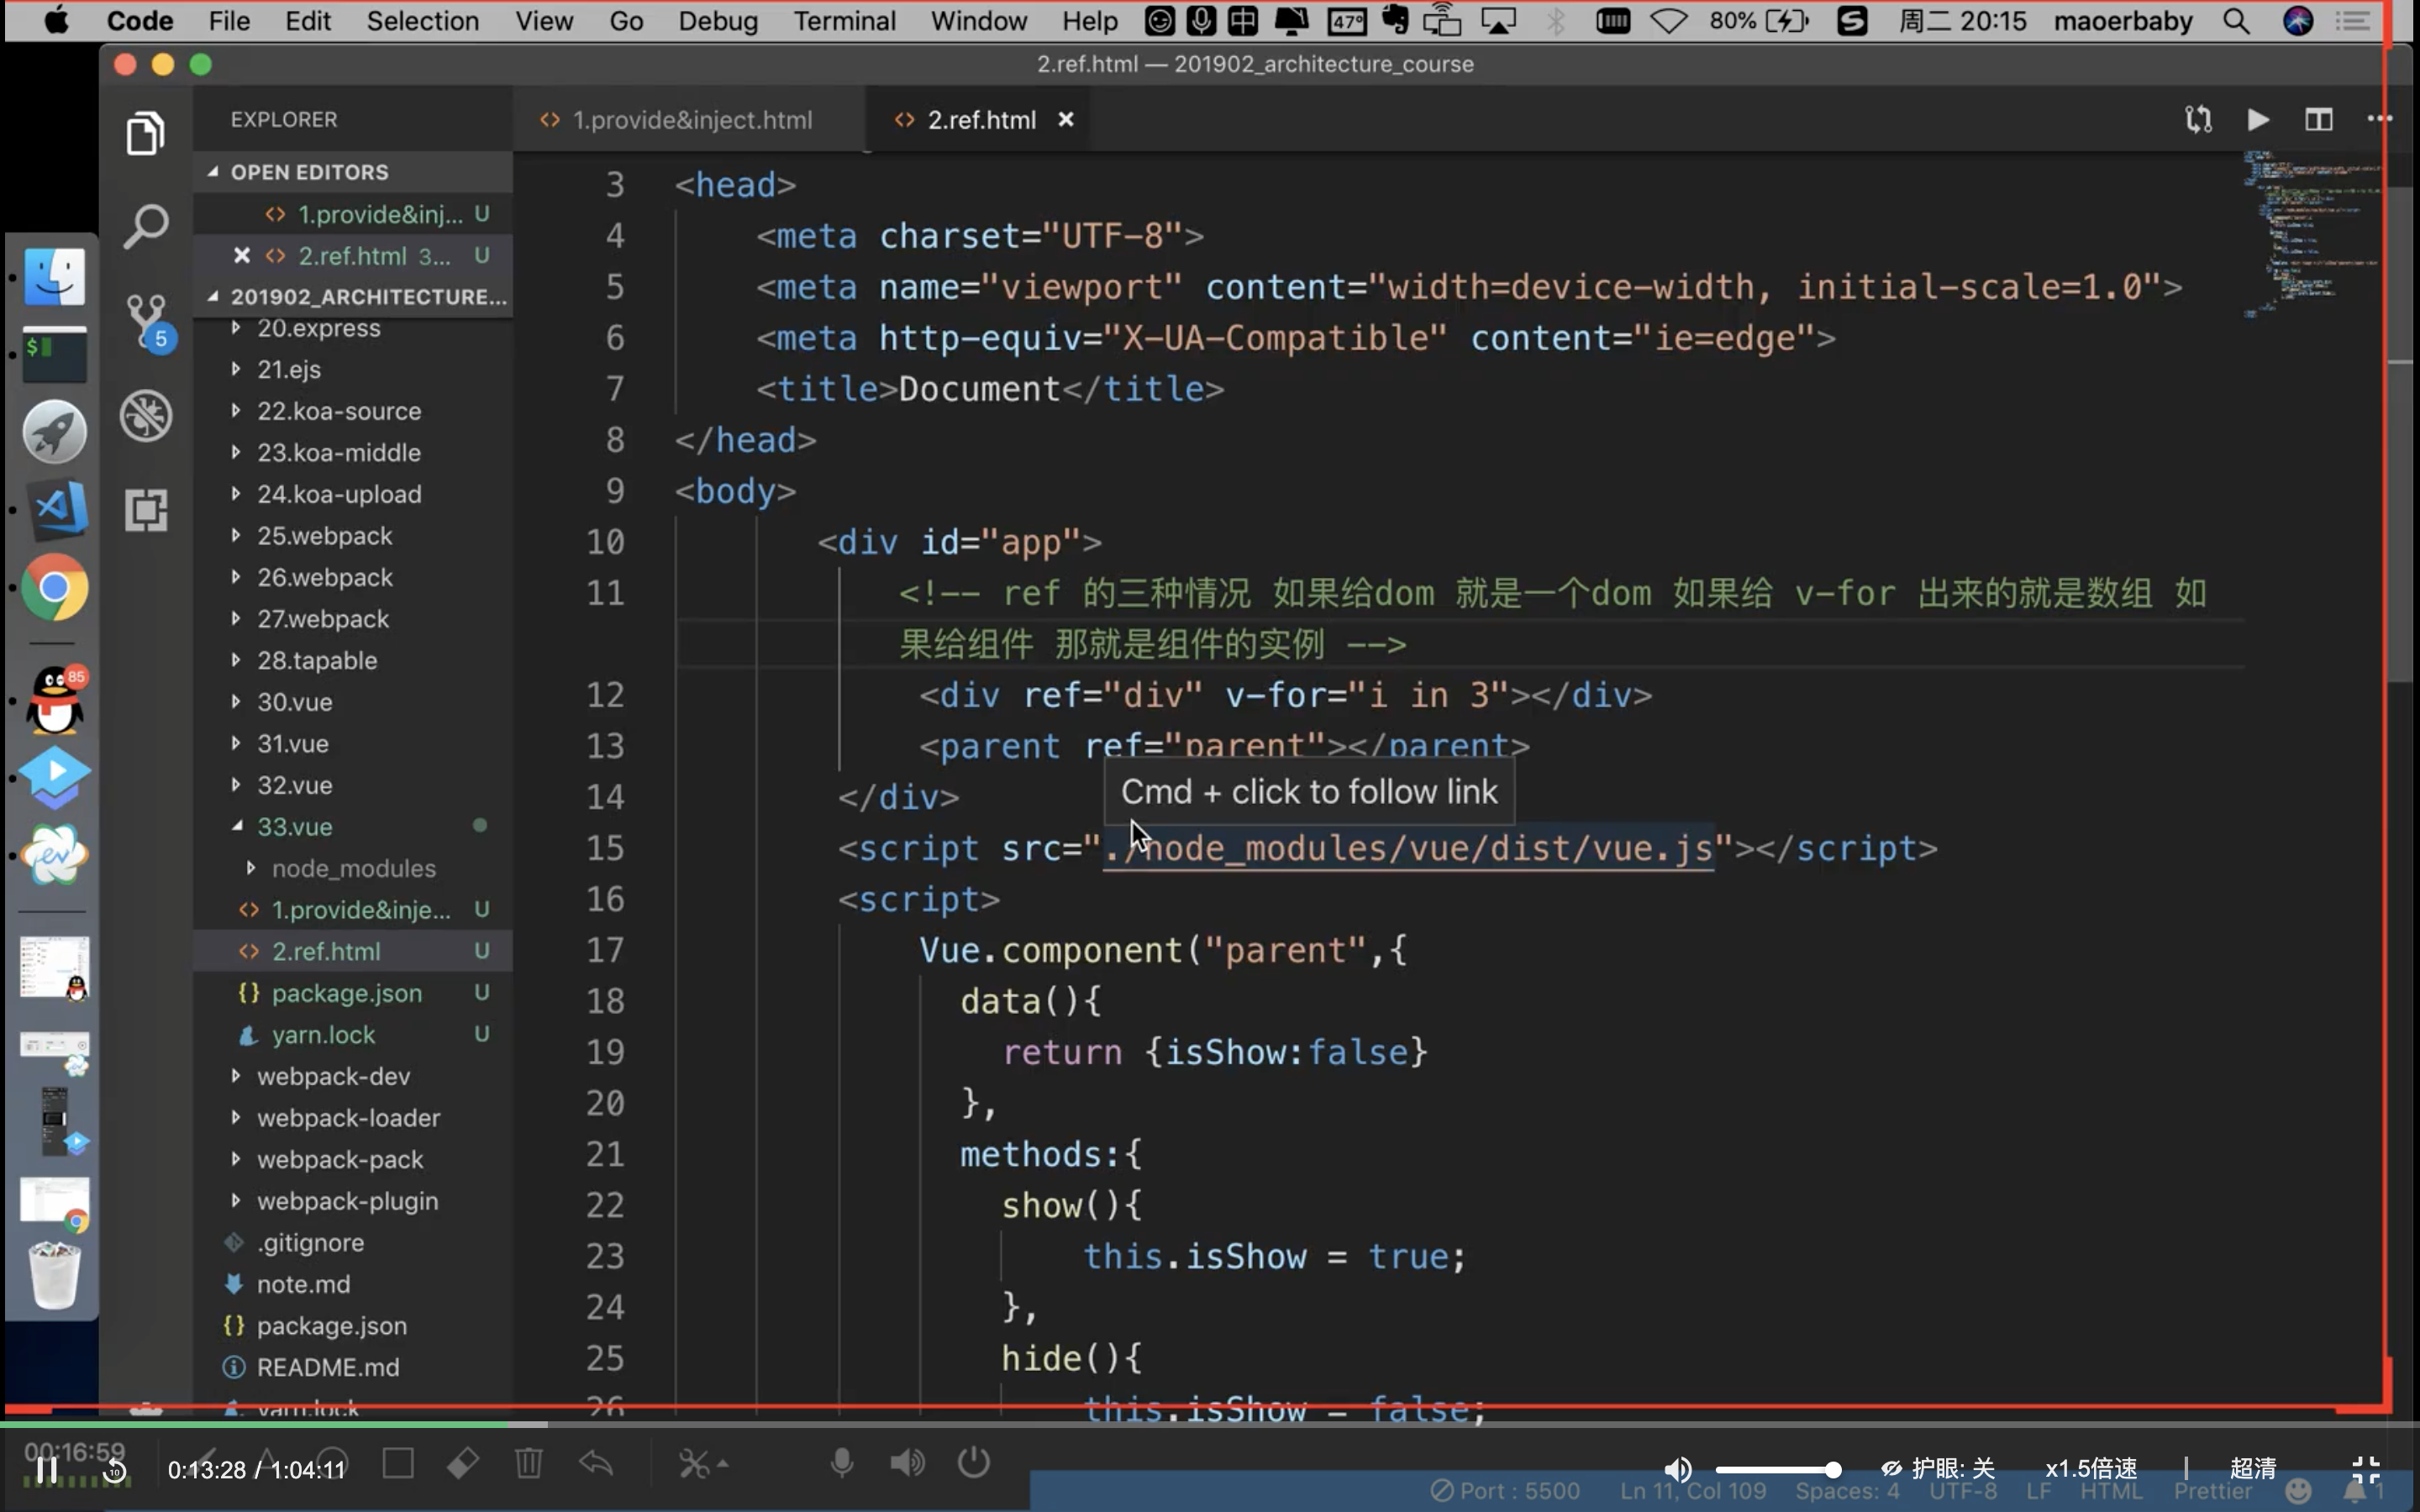 Code File Edit Selection View Go Debug Terminal Window Help 中 47° 80% 周二 20:15 maoerbaby
2.ref.html — 201902_architecture_course
EXPLORER
1.provide&inject.html
2.ref.html
OPEN EDITORS
1.provide&inj... U
2.ref.html 3... U
201902_ARCHITECTURE...
20.express
21.ejs
22.koa-source
23.koa-middle
24.koa-upload
25.webpack
26.webpack
27.webpack
28.tapable
30.vue
31.vue
32.vue
33.vue
node_modules
1.provide&inje... U
2.ref.html U
package.json U
yarn.lock U
webpack-dev
webpack-loader
webpack-pack
webpack-plugin
.gitignore
note.md
package.json
README.md
yarn.lock
5
$
85
3 <head>
4 <meta charset="UTF-8">
5 <meta name="viewport" content="width=device-width, initial-scale=1.0">
6 <meta http-equiv="X-UA-Compatible" content="ie=edge">
7 <title>Document</title>
8 </head>
9 <body>
10 <div id="app">
11 <!-- ref 的三种情况 如果给dom 就是一个dom 如果给 v-for 出来的就是数组 如
果给组件 那就是组件的实例 -->
12 <div ref="div" v-for="i in 3"></div>
13 <parent ref="parent"></parent>
Cmd + click to follow link
14 </div>
15 <script src="./node_modules/vue/dist/vue.js"></script>
16 <script>
17 Vue.component("parent",{
18 data(){
19 return {isShow:false}
20 },
21 methods:{
22 show(){
23 this.isShow = true;
24 },
25 hide(){
26 this.isShow = false;
00:16:59
10
0:13:28 / 1:04:11
护眼: 关 x1.5倍速 | 超清
Port : 5500 Ln 11, Col 109 Spaces: 4 UTF-8 LF HTML Prettier 1